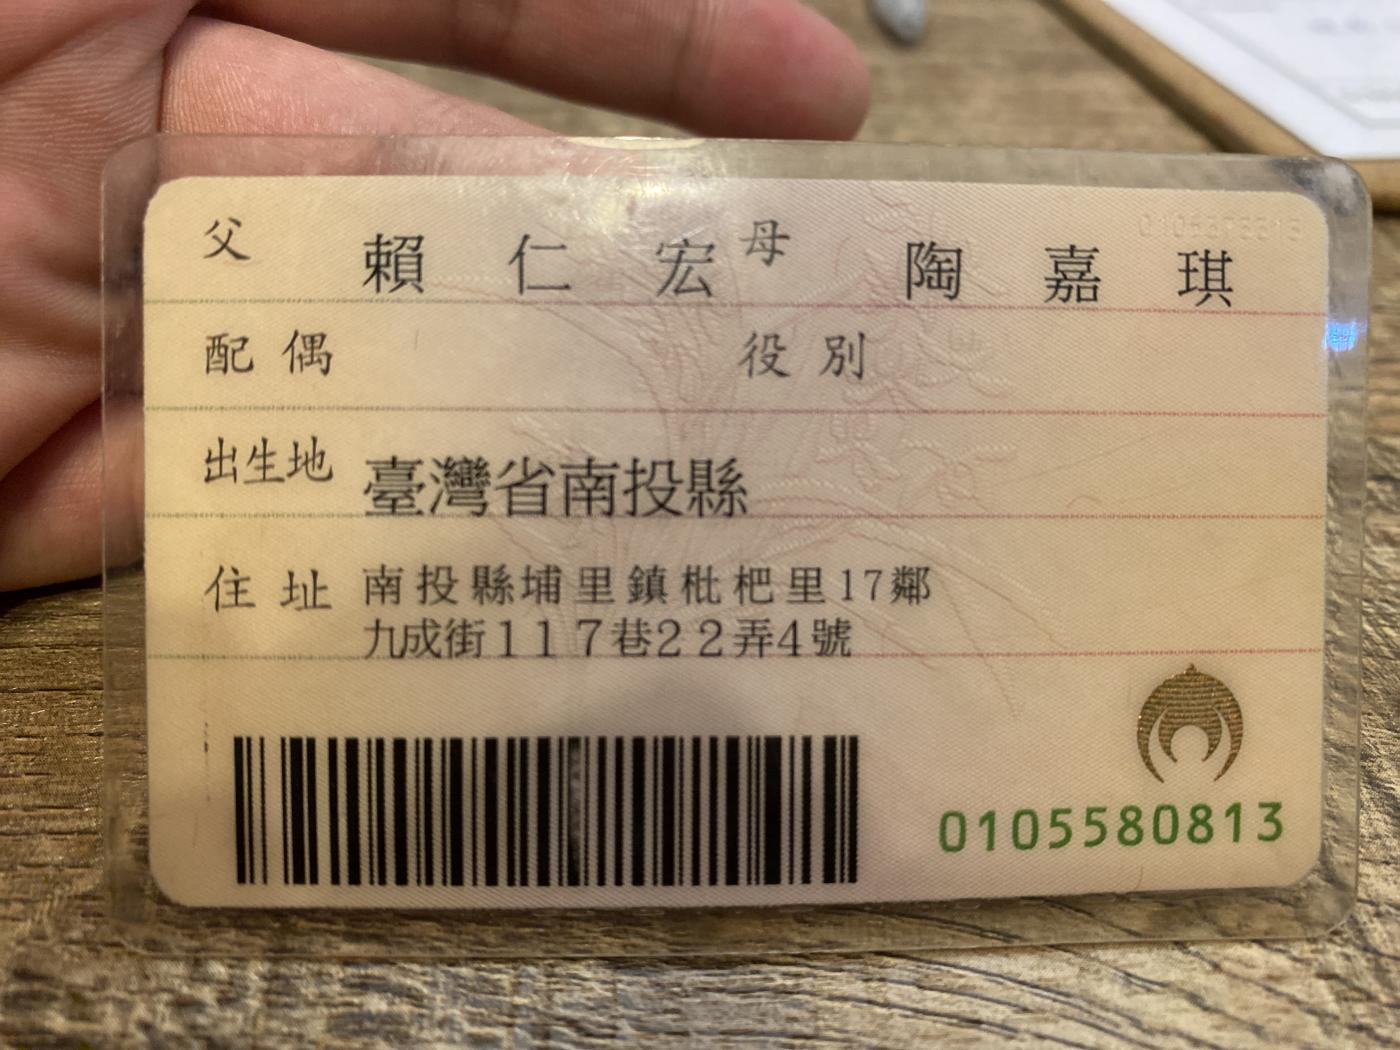 父 賴仁宏 母 陶嘉琪
配偶 役別
出生地 臺灣省南投縣
住址 南投縣埔里鎮枇杷里17鄰
九成街117巷22弄4號
0105580813